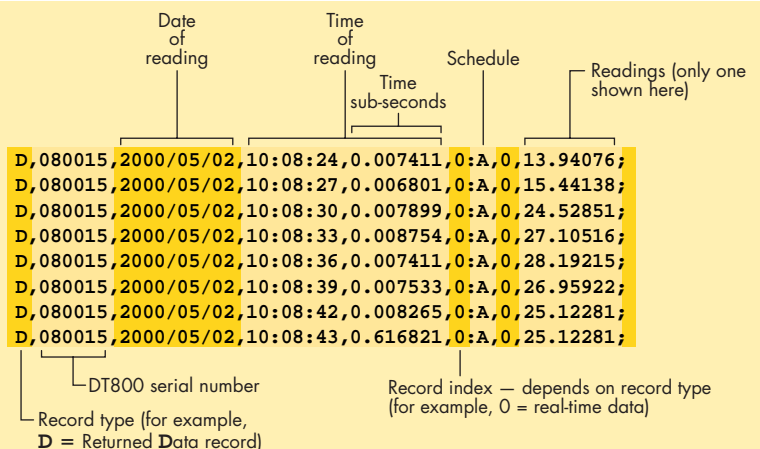 Date
of
reading
Time
of
reading
Time
sub-seconds
Schedule
Readings (only one
shown here)
D,080015,2000/05/02,10:08:24,0.007411,0:A,0,13.94076;
D,080015,2000/05/02,10:08:27,0.006801,0:A,0,15.44138;
D,080015,2000/05/02,10:08:30,0.007899,0:A,0,24.52851;
D,080015,2000/05/02,10:08:33,0.008754,0:A,0,27.10516;
D,080015,2000/05/02,10:08:36,0.007411,0:A,0,28.19215;
D,080015,2000/05/02,10:08:39,0.007533,0:A,0,26.95922;
D,080015,2000/05/02,10:08:42,0.008265,0:A,0,25.12281;
D,080015,2000/05/02,10:08:43,0.616821,0:A,0,25.12281;
DT800 serial number
Record type (for example,
D = Returned Data record)
Record index — depends on record type
(for example, 0 = real-time data)